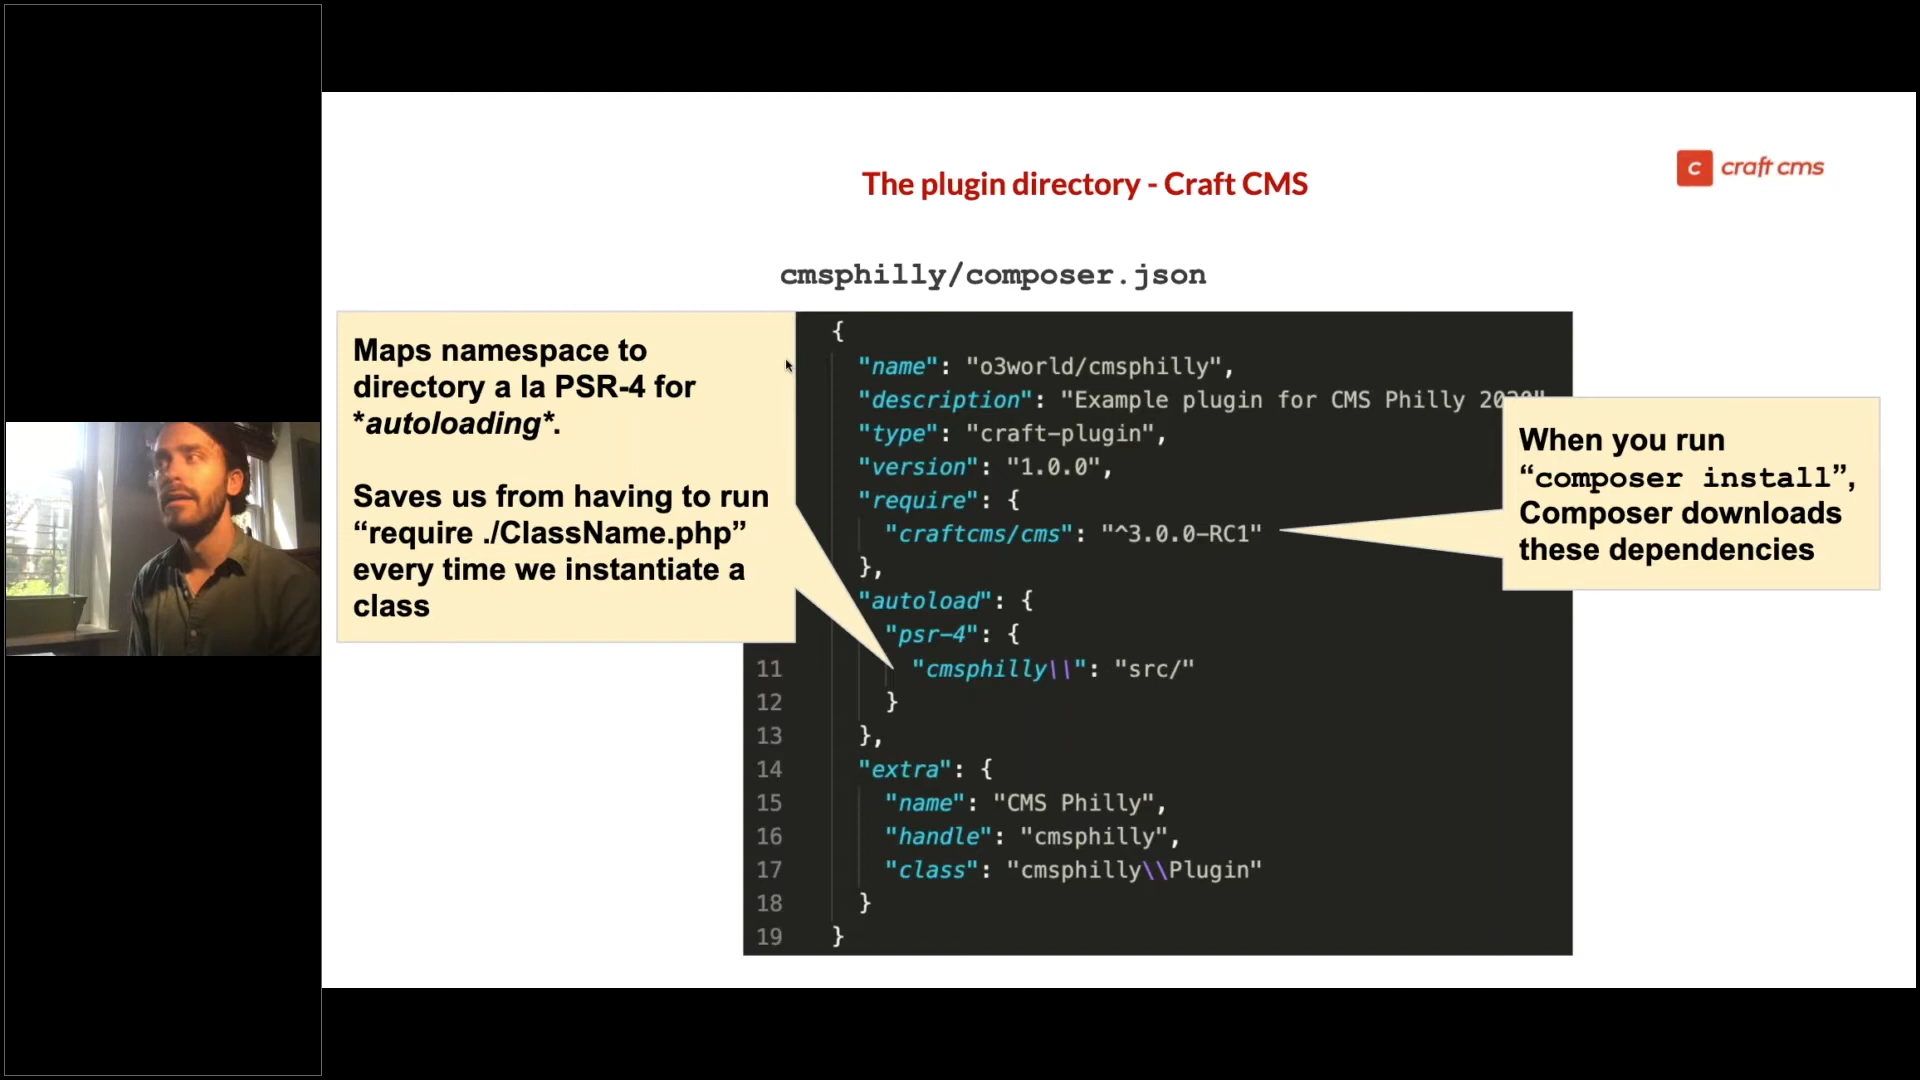 The plugin directory - Craft CMS
c craft cms
cmsphilly/composer.json
Maps namespace to
directory a la PSR-4 for
*autoloading*.
Saves us from having to run
“require ./ClassName.php”
every time we instantiate a
class
{
"name": "o3world/cmsphilly",
"description": "Example plugin for CMS Philly
"type": "craft-plugin",
"version": "1.0.0",
"require": {
"craftcms/cms": "^3.0.0-RC1"
},
"autoload": {
"psr-4": {
11 "cmsphilly\\": "src/"
12 }
13 },
14 "extra": {
15 "name": "CMS Philly",
16 "handle": "cmsphilly",
17 "class": "cmsphilly\\Plugin"
18 }
19 }
When you run
“composer install”,
Composer downloads
these dependencies